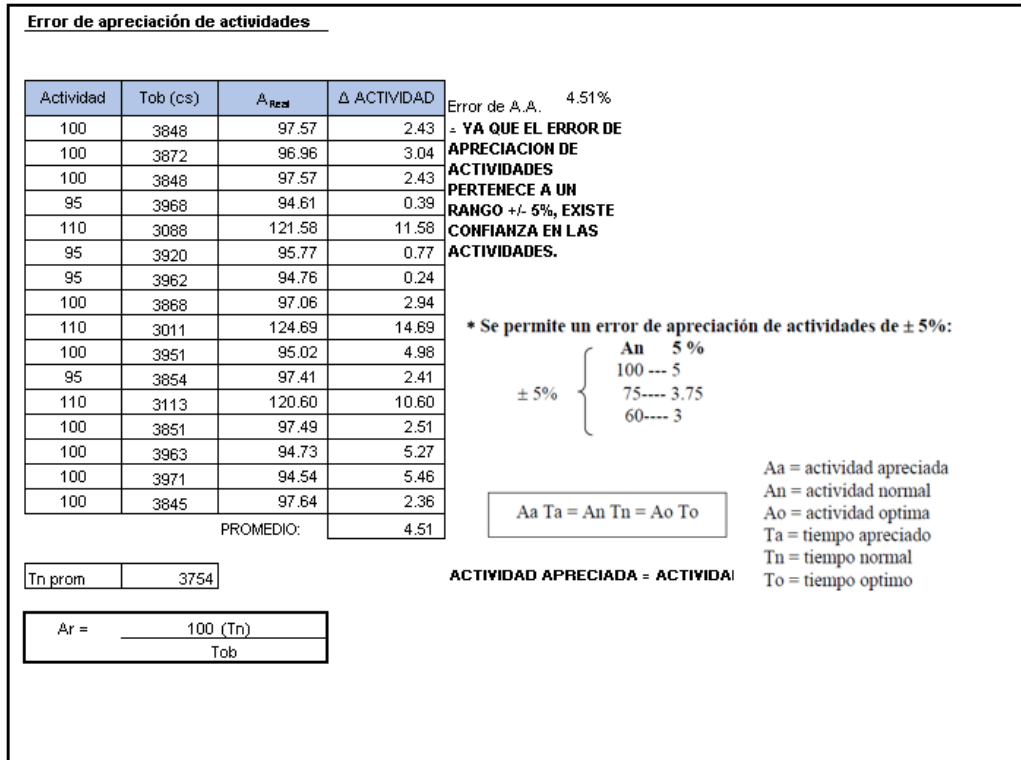 Error de apreciación de actividades
Actividad Tob (cs) A Real Δ ACTIVIDAD
100 3848 97.57 2.43
100 3872 96.96 3.04
100 3848 97.57 2.43
95 3968 94.61 0.39
110 3088 121.58 11.58
95 3920 95.77 0.77
95 3962 94.76 0.24
100 3868 97.06 2.94
110 3011 124.69 14.69
100 3951 95.02 4.98
95 3854 97.41 2.41
110 3113 120.60 10.60
100 3851 97.49 2.51
100 3963 94.73 5.27
100 3971 94.54 5.46
100 3845 97.64 2.36
PROMEDIO: 4.51
Error de A.A. 4.51%
= YA QUE EL ERROR DE
APRECIACION DE
ACTIVIDADES
PERTENECE A UN
RANGO +/- 5%, EXISTE
CONFIANZA EN LAS
ACTIVIDADES.
* Se permite un error de apreciación de actividades de ± 5%:
An 5 %
100 --- 5
± 5% 75---- 3.75
60---- 3
Aa Ta = An Tn = Ao To
Aa = actividad apreciada
An = actividad normal
Ao = actividad optima
Ta = tiempo apreciado
Tn = tiempo normal
To = tiempo optimo
Tn prom 3754
ACTIVIDAD APRECIADA = ACTIVIDA
Ar = 100 (Tn)
Tob